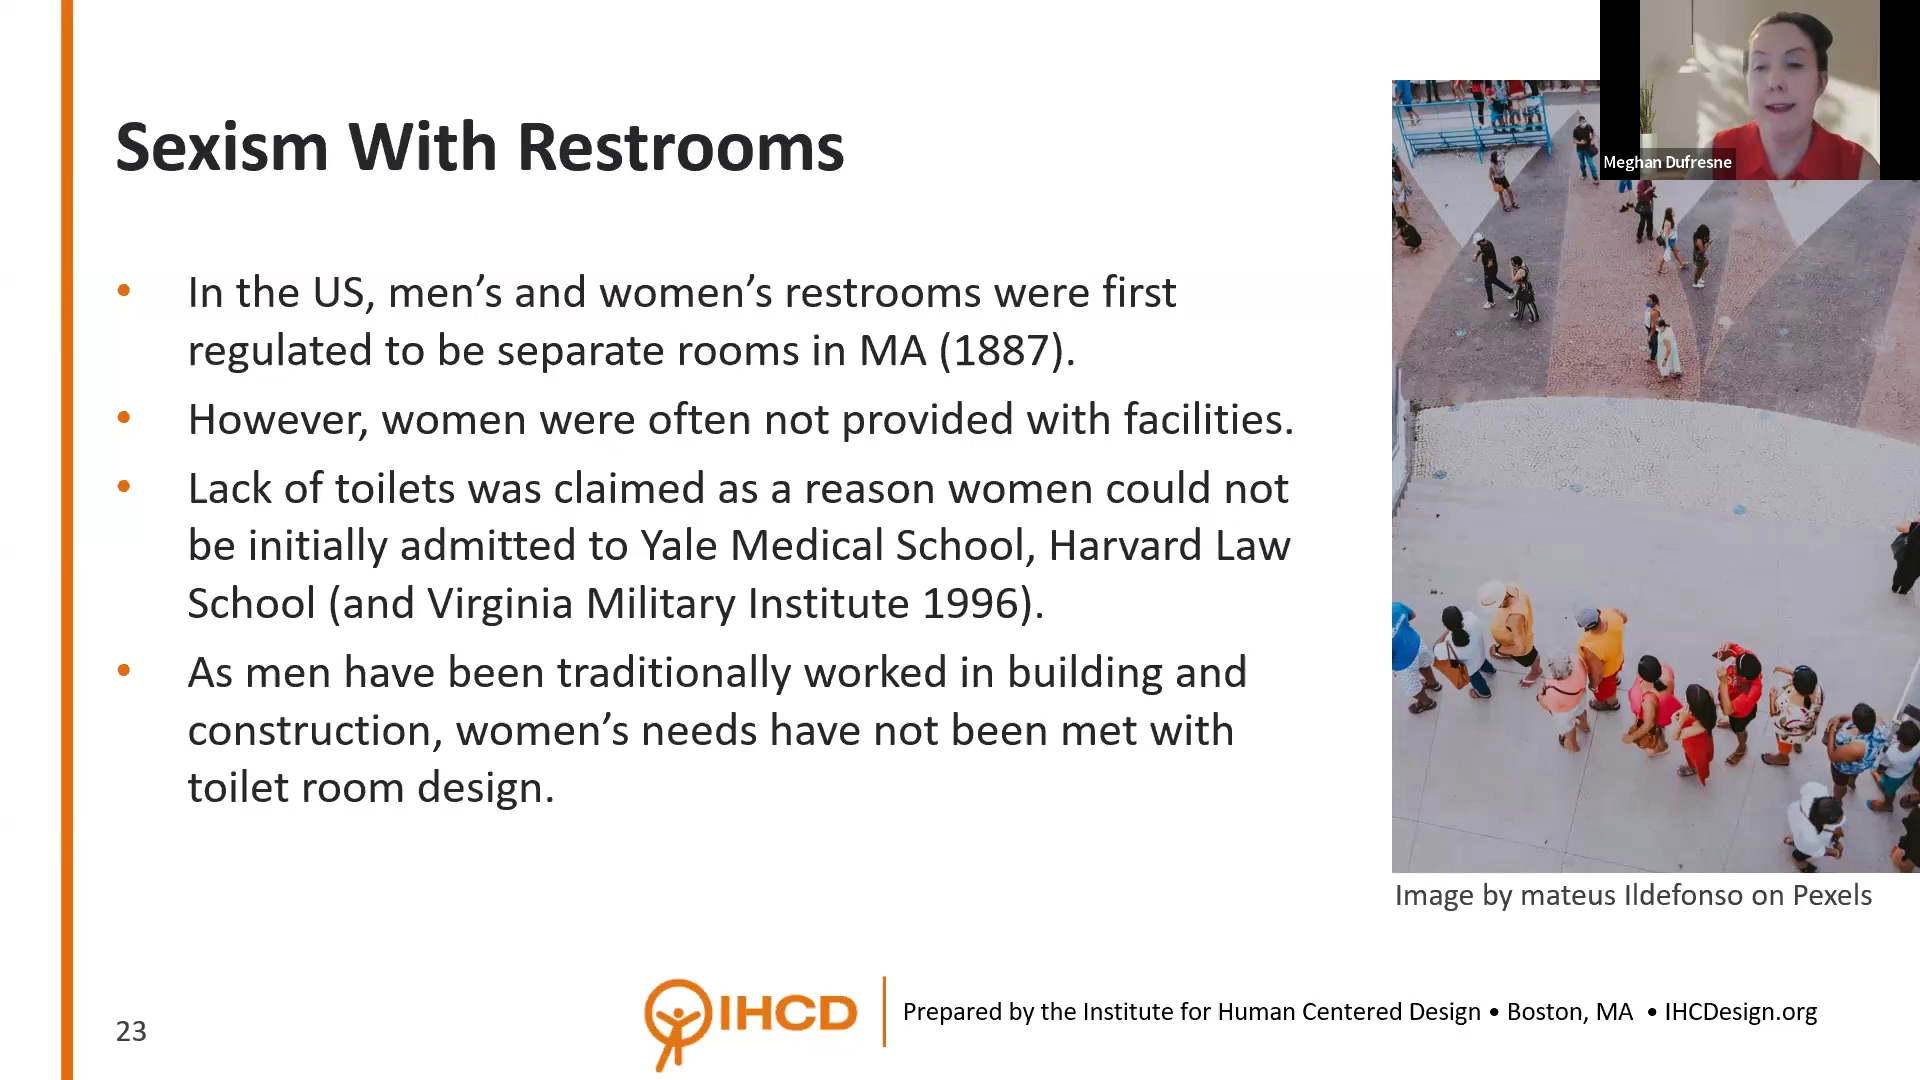 Meghan Dufresne
Sexism With Restrooms
• In the US, men’s and women’s restrooms were first
regulated to be separate rooms in MA (1887).
• However, women were often not provided with facilities.
• Lack of toilets was claimed as a reason women could not
be initially admitted to Yale Medical School, Harvard Law
School (and Virginia Military Institute 1996).
• As men have been traditionally worked in building and
construction, women’s needs have not been met with
toilet room design.
Image by mateus Ildefonso on Pexels
23
IHCD
Prepared by the Institute for Human Centered Design • Boston, MA • IHCDesign.org